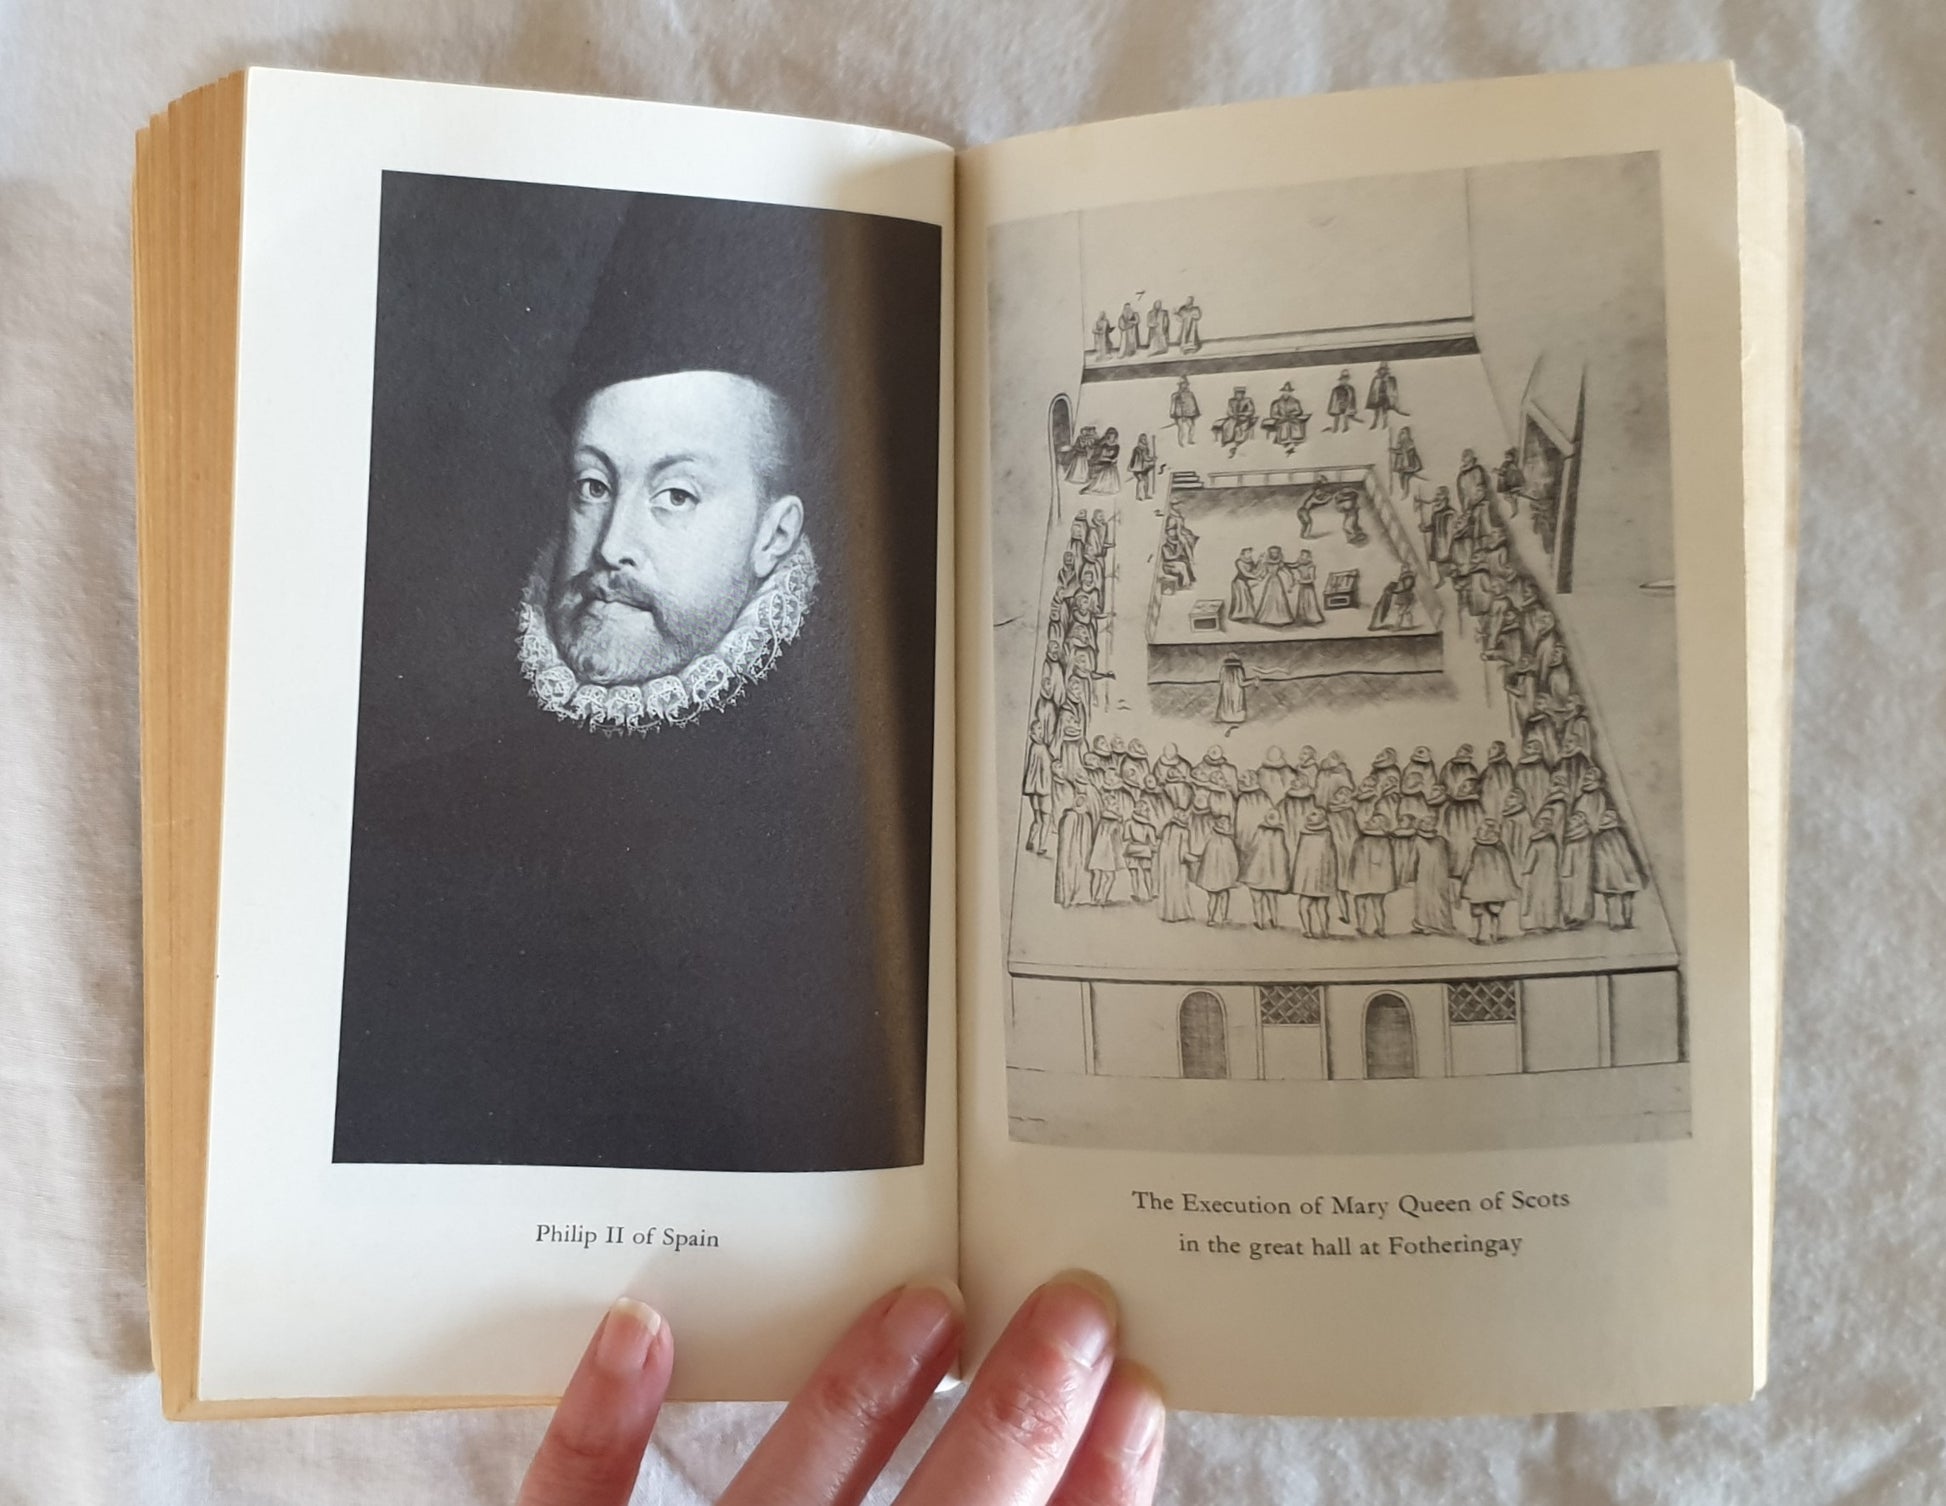 Philip II of Spain
The Execution of Mary Queen of Scots
in the great hall at Fotheringay